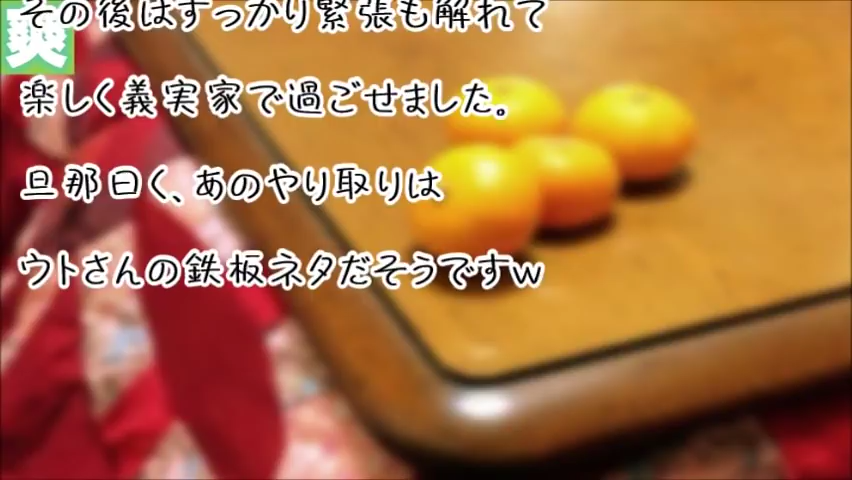 爽
その後はすっかり緊張も解れて
楽しく義実家で過ごせました。
旦那曰く、あのやり取りは
ウトさんの鉄板ネタだそうですw